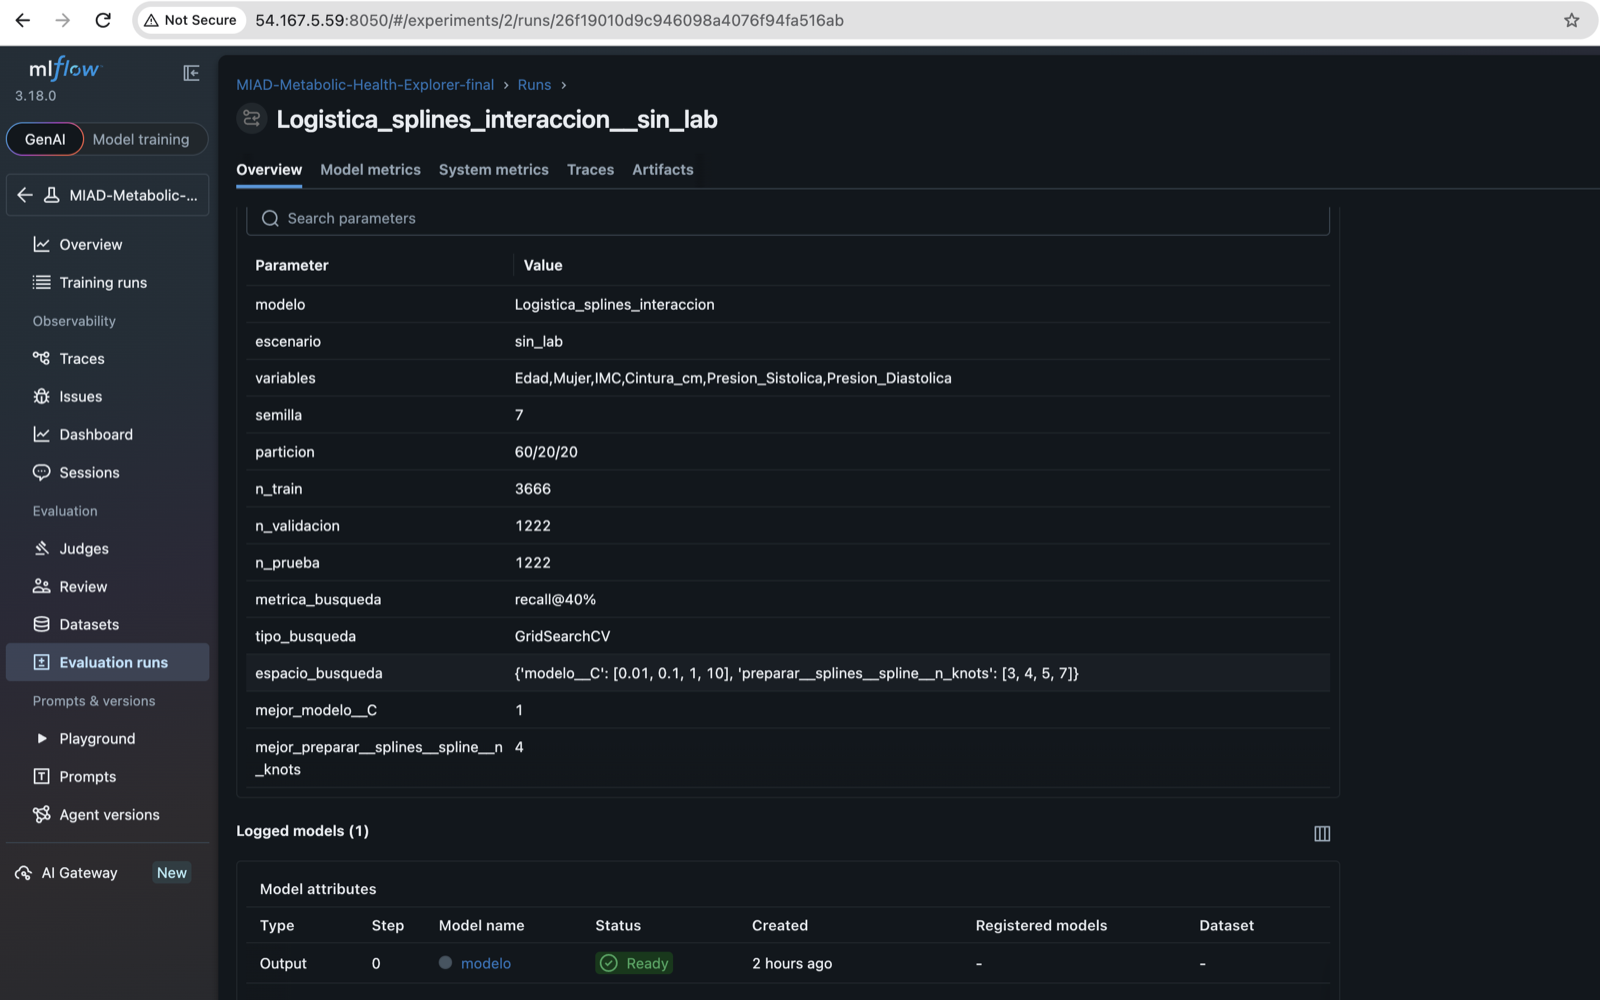 Not Secure 54.167.5.59:8050/#/experiments/2/runs/26f19010d9c946098a4076f94fa516ab
mlflow
3.18.0
GenAI Model training
MIAD-Metabolic-...
Overview
Training runs
Observability
Traces
Issues
Dashboard
Sessions
Evaluation
Judges
Review
Datasets
Evaluation runs
Prompts & versions
Playground
Prompts
Agent versions
AI Gateway New
MIAD-Metabolic-Health-Explorer-final › Runs ›
Logistica_splines_interaccion__sin_lab
Overview Model metrics System metrics Traces Artifacts
Search parameters
Parameter Value
modelo Logistica_splines_interaccion
escenario sin_lab
variables Edad,Mujer,IMC,Cintura_cm,Presion_Sistolica,Presion_Diastolica
semilla 7
particion 60/20/20
n_train 3666
n_validacion 1222
n_prueba 1222
metrica_busqueda recall@40%
tipo_busqueda GridSearchCV
espacio_busqueda {'modelo__C': [0.01, 0.1, 1, 10], 'preparar__splines__spline__n_knots': [3, 4, 5, 7]}
mejor_modelo__C 1
mejor_preparar__splines__spline__n 4
_knots
Logged models (1)
Model attributes
Type Step Model name Status Created Registered models Dataset
Output 0 modelo Ready 2 hours ago - -